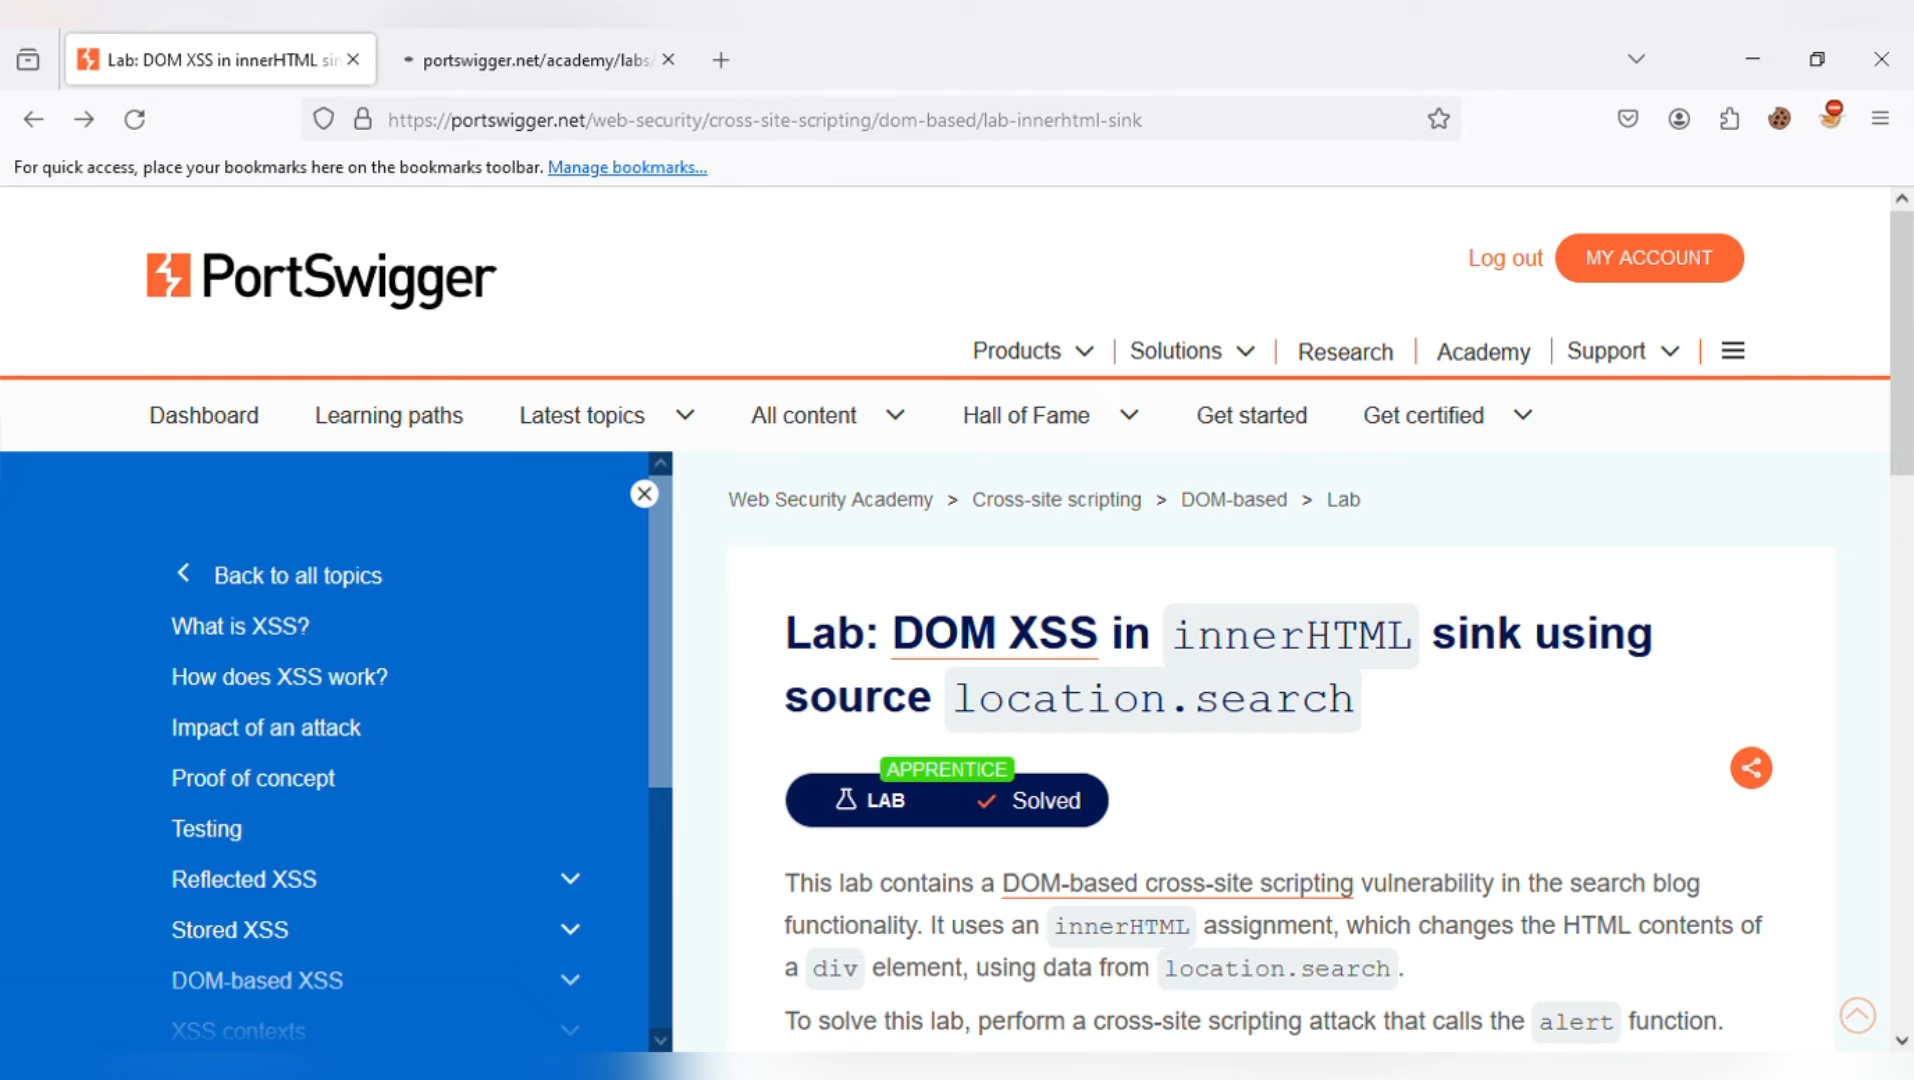 Lab: DOM XSS in innerHTML sin
portswigger.net/academy/labs/
https://portswigger.net/web-security/cross-site-scripting/dom-based/lab-innerhtml-sink
For quick access, place your bookmarks here on the bookmarks toolbar. Manage bookmarks...
PortSwigger
Log out
MY ACCOUNT
Products
Solutions
Research
Academy
Support
Dashboard
Learning paths
Latest topics
All content
Hall of Fame
Get started
Get certified
Back to all topics
What is XSS?
How does XSS work?
Impact of an attack
Proof of concept
Testing
Reflected XSS
Stored XSS
DOM-based XSS
XSS contexts
Web Security Academy > Cross-site scripting > DOM-based > Lab
Lab: DOM XSS in innerHTML sink using
source location.search
APPRENTICE
LAB
Solved
This lab contains a DOM-based cross-site scripting vulnerability in the search blog
functionality. It uses an innerHTML assignment, which changes the HTML contents of
a div element, using data from location.search.
To solve this lab, perform a cross-site scripting attack that calls the alert function.